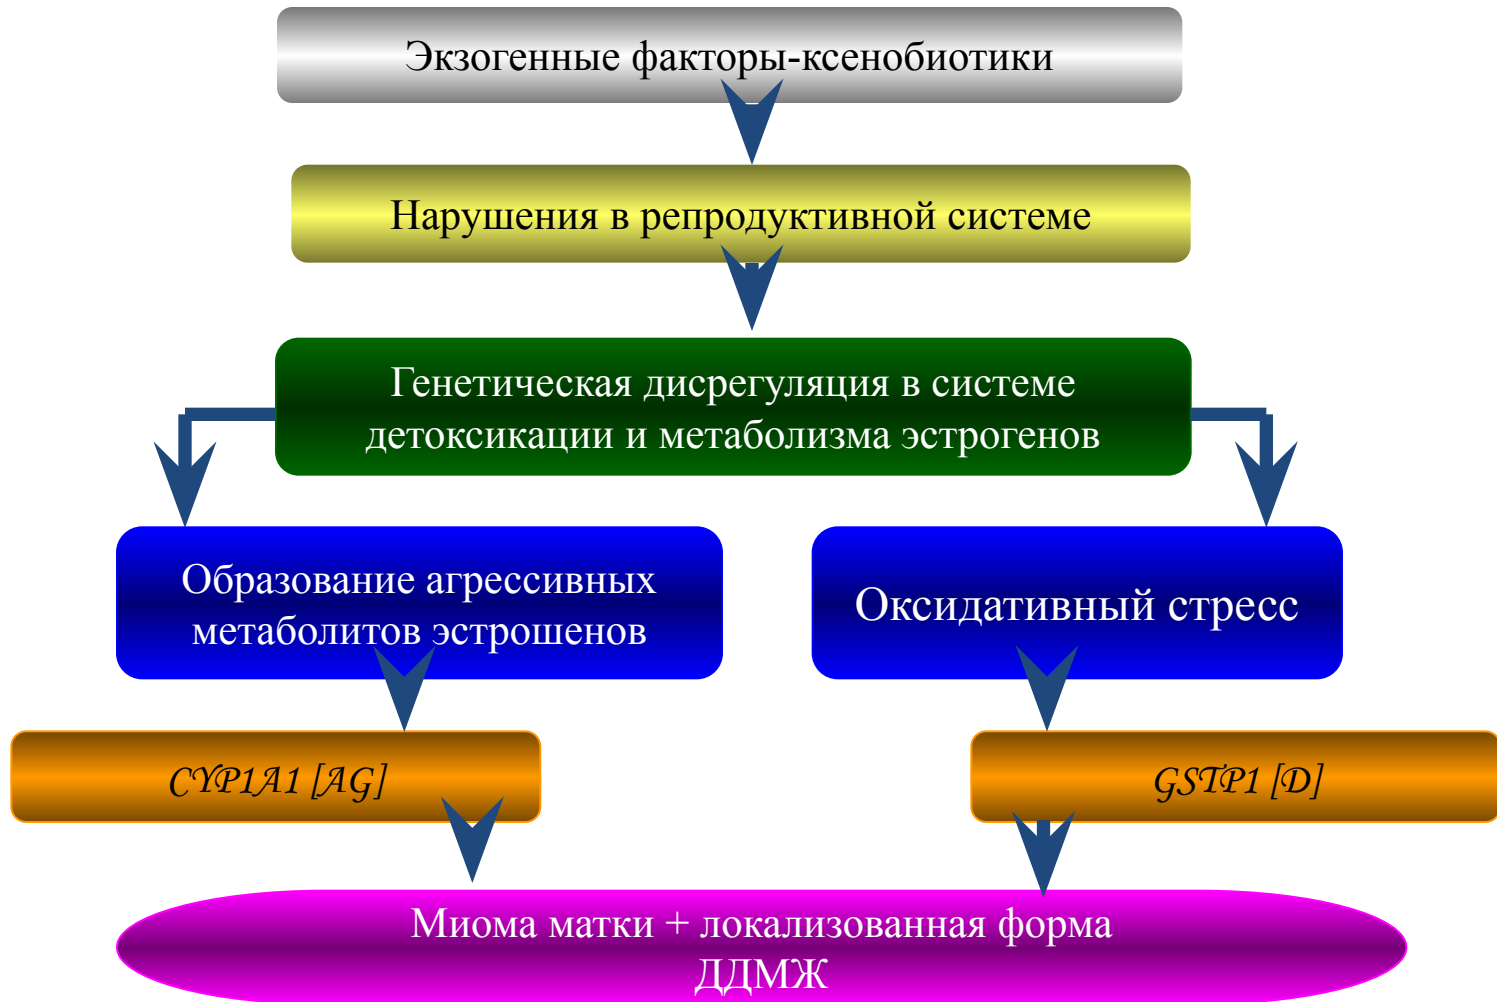 Экзогенные факторы-ксенобиотики
Нарушения в репродуктивной системе
Генетическая дисрегуляция в системе
детоксикации и метаболизма эстрогенов
Образование агрессивных
метаболитов эстрошенов
Оксидативный стресс
CYP1A1 [AG]
GSTP1 [D]
Миома матки + локализованная форма
ДДМЖ